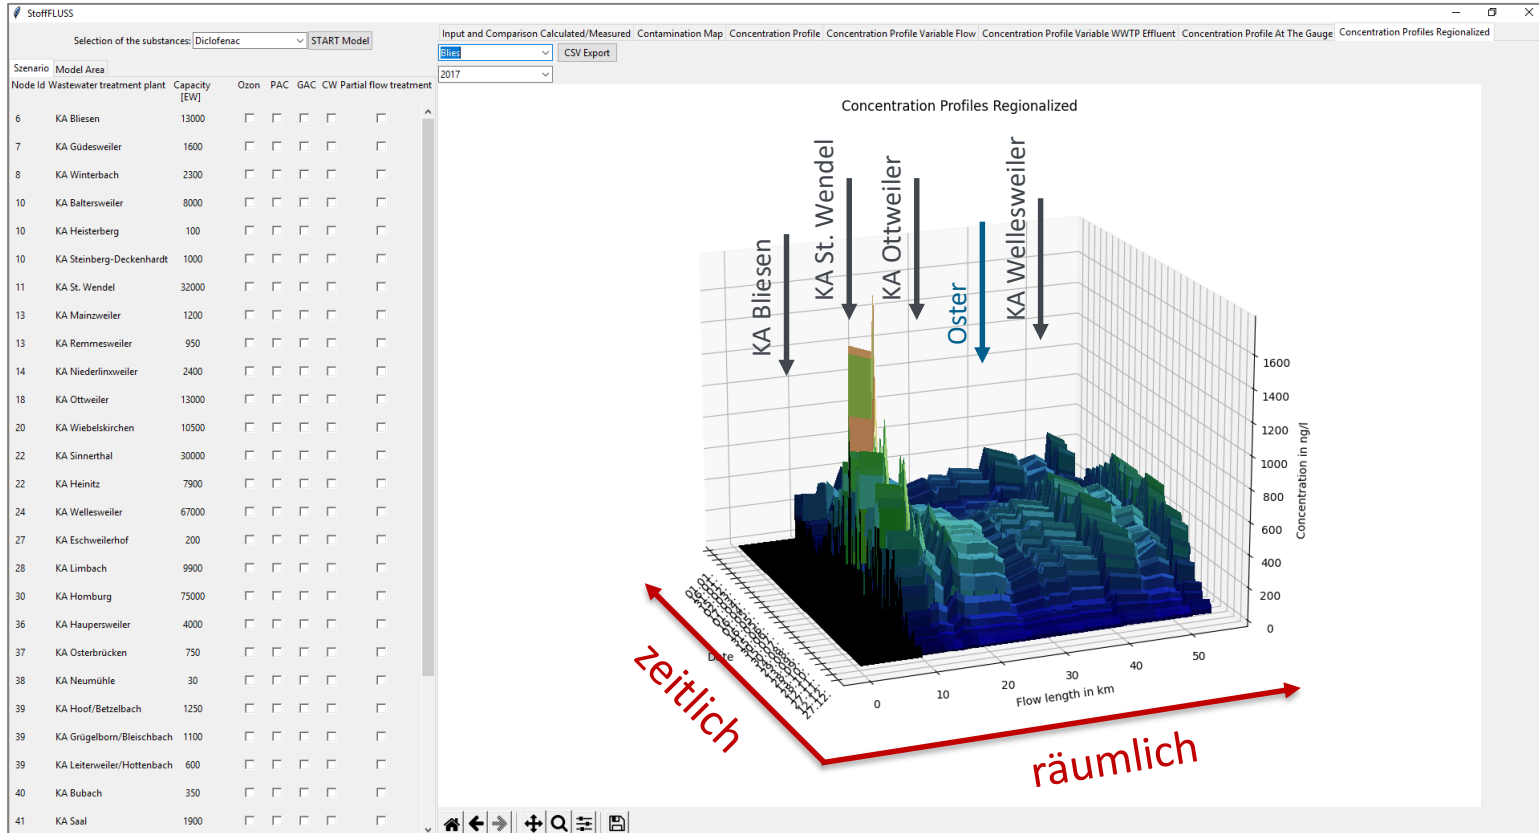 StoffFLUSS
Selection of the substances: Diclofenac START Model
Szenario Model Area
Node Id Wastewater treatment plant Capacity [EW] Ozon PAC GAC CW Partial flow treatment
6 KA Bliesen 13000
7 KA Güdesweiler 1600
8 KA Winterbach 2300
10 KA Baltersweiler 8000
10 KA Heisterberg 100
10 KA Steinberg-Deckenhardt 1000
11 KA St. Wendel 32000
13 KA Mainzweiler 1200
13 KA Remmesweiler 950
14 KA Niederlinxweiler 2400
18 KA Ottweiler 13000
20 KA Wiebelskirchen 10500
22 KA Sinnerthal 30000
22 KA Heinitz 7900
24 KA Wellesweiler 67000
27 KA Eschweilerhof 200
28 KA Limbach 9900
30 KA Homburg 75000
36 KA Haupersweiler 4000
37 KA Osterbrücken 750
38 KA Neumühle 30
39 KA Hoof/Betzelbach 1250
39 KA Grügelborn/Bleischbach 1100
39 KA Leiterweiler/Hottenbach 600
40 KA Bubach 350
41 KA Saal 1900
Input and Comparison Calculated/Measured Contamination Map Concentration Profile Concentration Profile Variable Flow Concentration Profile Variable WWTP Effluent Concentration Profile At The Gauge Concentration Profiles Regionalized
Blies CSV Export
2017
Concentration Profiles Regionalized
KA Bliesen
KA St. Wendel
KA Ottweiler
Oster
KA Wellesweiler
1600
1400
1200
1000
800
600
400
200
0
Concentration in ng/l
0 10 20 30 40 50
Flow length in km
Date
27.12.
zeitlich
räumlich